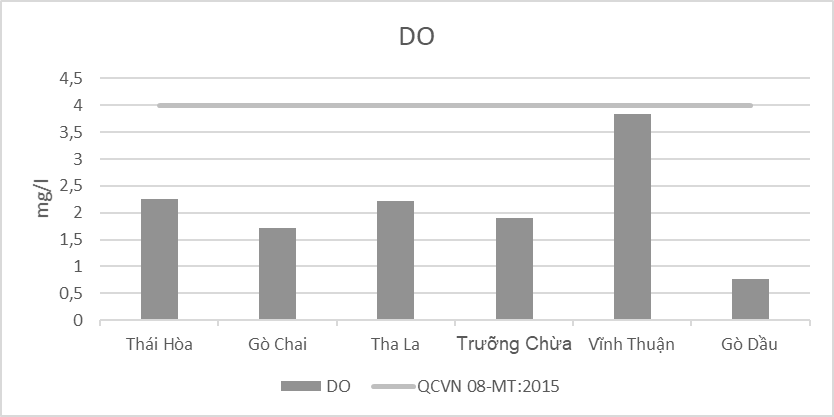 DO
4,5
4
3,5
3
2,5
2
1,5
1
0,5
0
mg/l
Thái Hòa Gò Chai Tha La Trưỡng Chừa Vĩnh Thuận Gò Dầu
DO QCVN 08-MT:2015